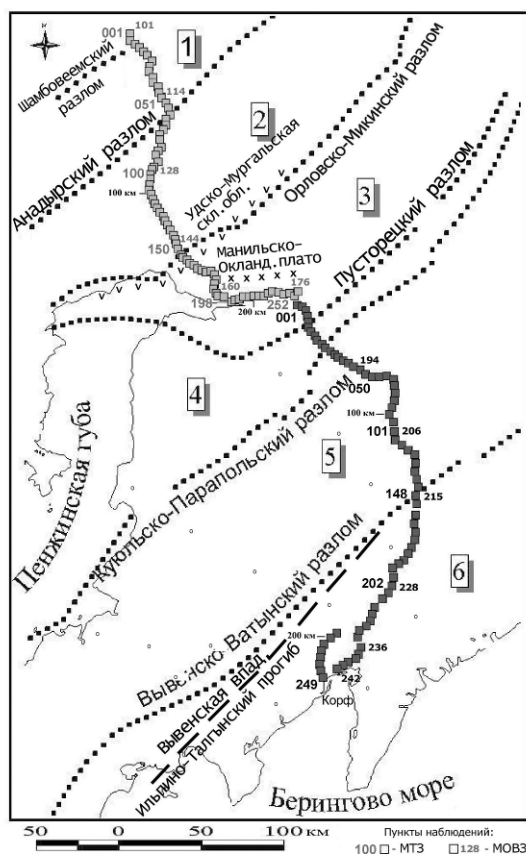 N
101
001
1
Шамбовеемский
разлом
114
051
Анадырский разлом
2
100
128
100 км
Удско-Мургальская
скл. обл.
Орловско-Микинский разлом
3
Пусторецкий разлом
144
150
v v v v v v v
Манильско-
Окланд. плато
x x x x x x
160
176
198
200 км
252
v v v v v
001
194
050
4
100 км
101
206
Куюльско-Парапольский разлом
5
Пенжинская губа
148
215
6
202
228
Вывенско-Ватынский разлом
200 км
236
Вывенская впад.
249
242
Корф
Ильпино-Талгынский прогиб
Берингово море
50 0 50 100 км
Пункты наблюдений:
100 - МТЗ 128 - МОВЗ